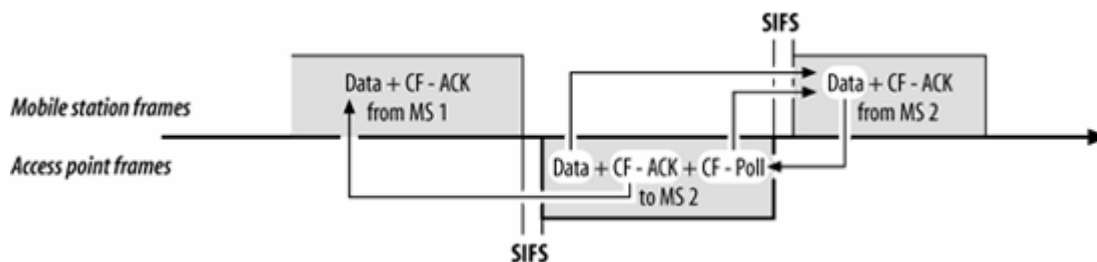 SIFS
Data + CF - ACK
from MS 1
Data + CF - ACK
from MS 2
Mobile station frames
Access point frames
Data + CF - ACK + CF - Poll
to MS 2
SIFS